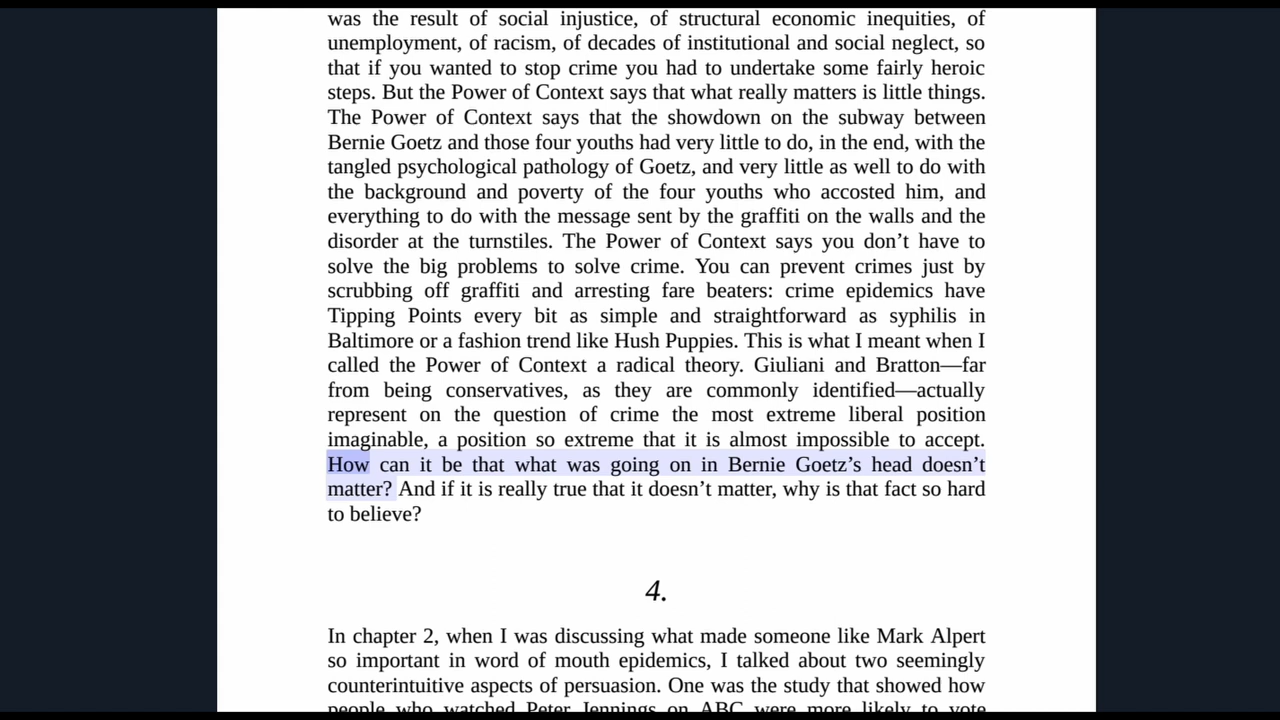 was the result of social injustice, of structural economic inequities, of
unemployment, of racism, of decades of institutional and social neglect, so
that if you wanted to stop crime you had to undertake some fairly heroic
steps. But the Power of Context says that what really matters is little things.
The Power of Context says that the showdown on the subway between
Bernie Goetz and those four youths had very little to do, in the end, with the
tangled psychological pathology of Goetz, and very little as well to do with
the background and poverty of the four youths who accosted him, and
everything to do with the message sent by the graffiti on the walls and the
disorder at the turnstiles. The Power of Context says you don’t have to
solve the big problems to solve crime. You can prevent crimes just by
scrubbing off graffiti and arresting fare beaters: crime epidemics have
Tipping Points every bit as simple and straightforward as syphilis in
Baltimore or a fashion trend like Hush Puppies. This is what I meant when I
called the Power of Context a radical theory. Giuliani and Bratton—far
from being conservatives, as they are commonly identified—actually
represent on the question of crime the most extreme liberal position
imaginable, a position so extreme that it is almost impossible to accept.
How can it be that what was going on in Bernie Goetz’s head doesn’t
matter? And if it is really true that it doesn’t matter, why is that fact so hard
to believe?
4.
In chapter 2, when I was discussing what made someone like Mark Alpert
so important in word of mouth epidemics, I talked about two seemingly
counterintuitive aspects of persuasion. One was the study that showed how
people who watched Peter Jennings on ABC were more likely to vote